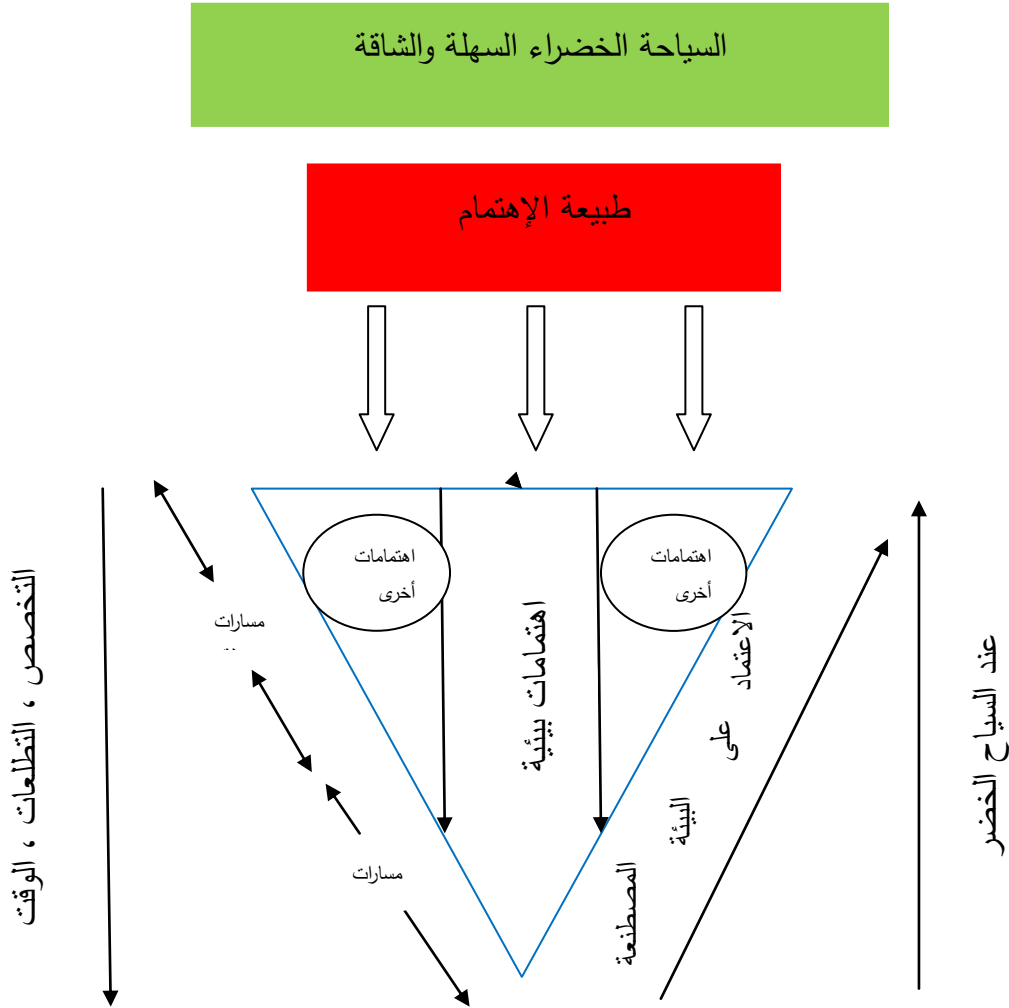 السياحة الخضراء السهلة والشاقة
طبيعة الإهتمام
اهتمامات
أخرى
اهتمامات
أخرى
اهتمامات بيئية
الاعتماد
على
البيئة
المصطنعة
عند السياح الخضر
مسارات
مسارات
التخصص ، التطلعات ، الوقت